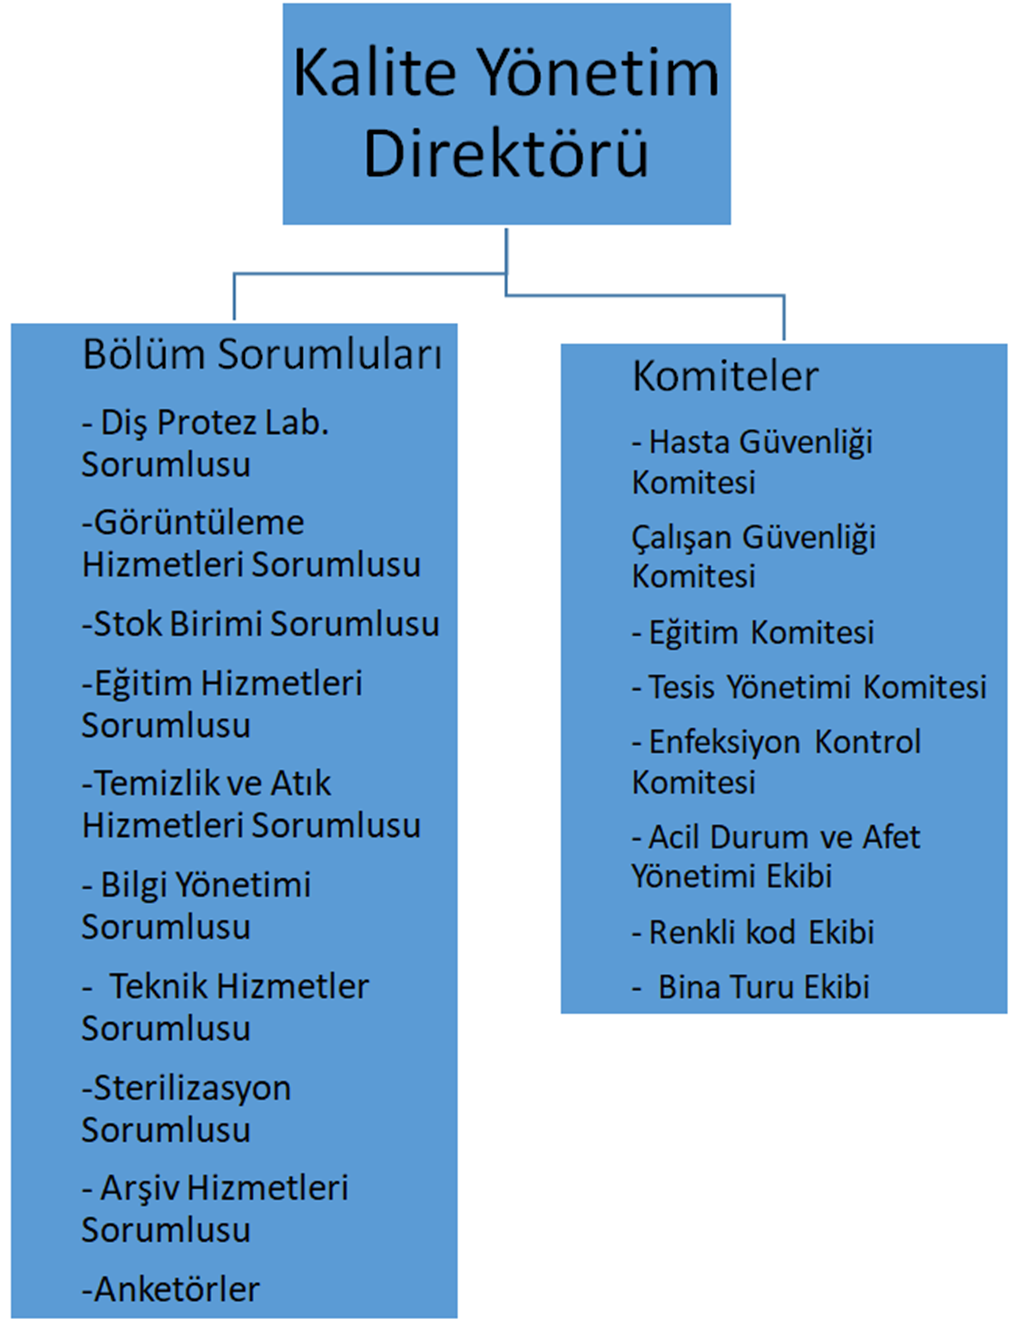 Kalite Yönetim
Direktörü
Bölüm Sorumluları
- Diş Protez Lab.
Sorumlusu
-Görüntüleme
Hizmetleri Sorumlusu
-Stok Birimi Sorumlusu
-Eğitim Hizmetleri
Sorumlusu
-Temizlik ve Atık
Hizmetleri Sorumlusu
- Bilgi Yönetimi
Sorumlusu
-  Teknik Hizmetler
Sorumlusu
-Sterilizasyon
Sorumlusu
- Arşiv Hizmetleri
Sorumlusu
-Anketörler
Komiteler
- Hasta Güvenliği
Komitesi
Çalışan Güvenliği
Komitesi
- Eğitim Komitesi
- Tesis Yönetimi Komitesi
- Enfeksiyon Kontrol
Komitesi
- Acil Durum ve Afet
Yönetimi Ekibi
- Renkli kod Ekibi
-  Bina Turu Ekibi